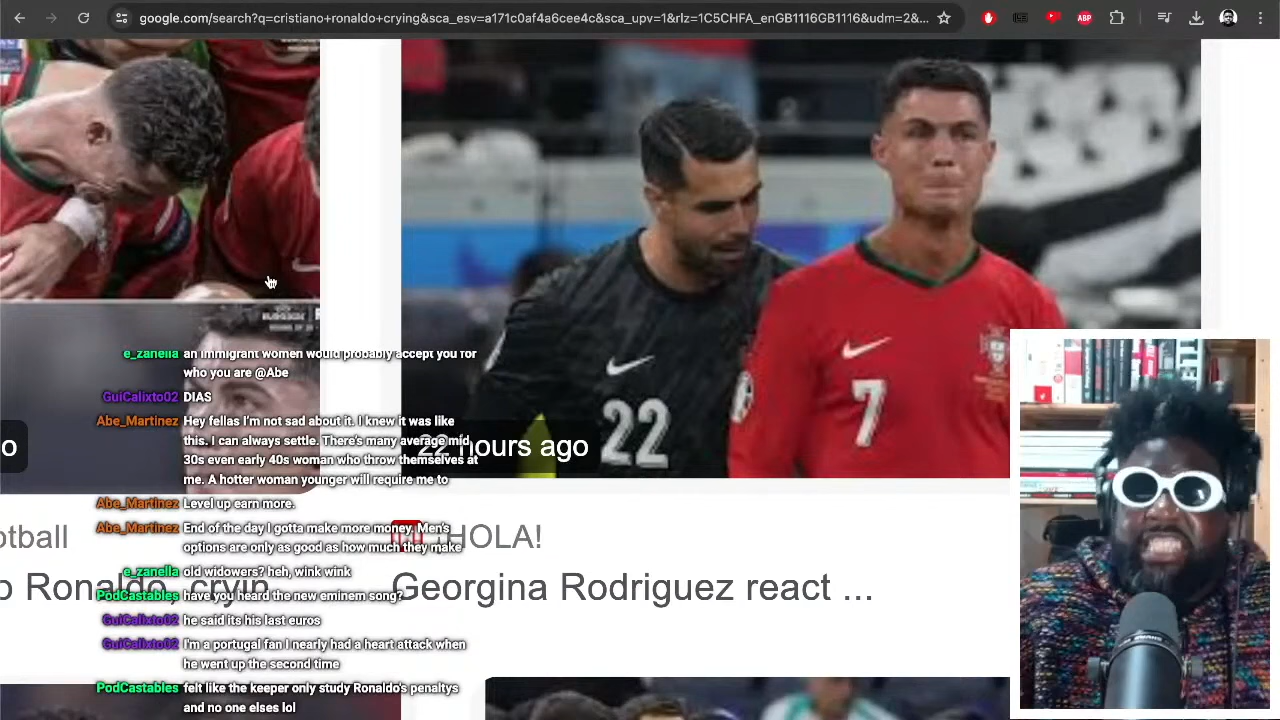 google.com/search?q=cristiano+ronaldo+crying&sca_esv=a171c0af4a6cee4c&sca_upv=1&rlz=1C5CHFA_enGB1116GB1116&udm=2&...
ABP
22
7
o
22 hours ago
otball
¡HOLA!
o Ronaldo, cryin
Georgina Rodriguez react ...
e_zanella an immigrant women would probably accept you for
who you are @Abe
GuiCalixto02 DIAS
Abe_Martinez Hey fellas I'm not sad about it. I knew it was like
this. I can always settle. There's many average mid
30s even early 40s woman who throw themselves at
me. A hotter woman younger will require me to
Abe_Martinez Level up earn more.
Abe_Martinez End of the day I gotta make more money. Men's
options are only as good as how much they make
e_zanella old widowers? heh, wink wink
PodCastables have you heard the new eminem song?
GuiCalixto02 he said its his last euros
GuiCalixto02 I'm a portugal fan I nearly had a heart attack when
he went up the second time
PodCastables felt like the keeper only study Ronaldo's penaltys
and no one elses lol